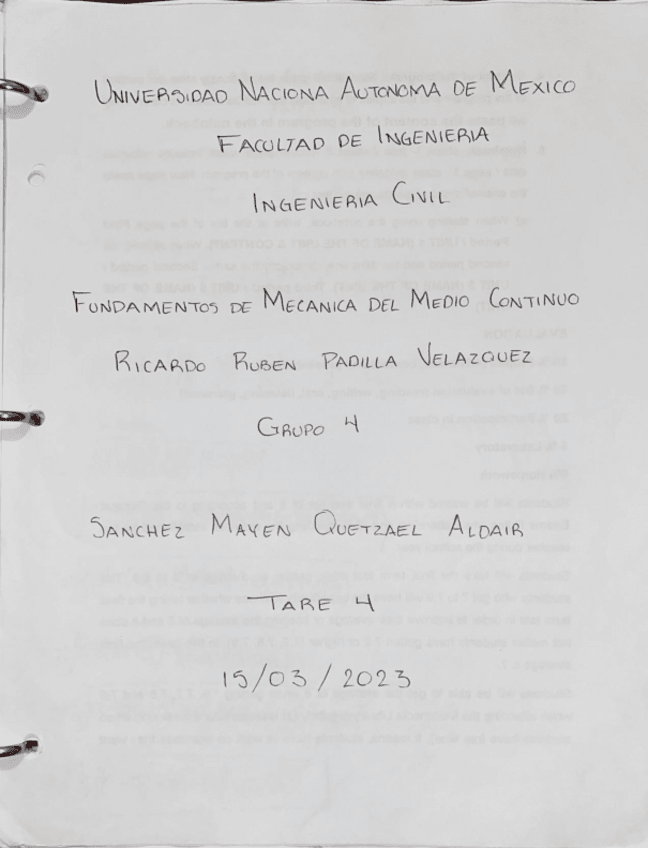 UNIVERSIDAD NACIONA AUTONOMA DE MEXICO
FACULTAD DE INGENIERIA
INGENIERIA CIVIL
FUNDAMENTOS DE MECANICA DEL MEDIO CONTINUO
RICARDO RUBEN PADILLA VELAZQUEZ
GRUPO 4
SANCHEZ MAYEN QUETZAEL ALDAIR
TARE 4
15/03/2023